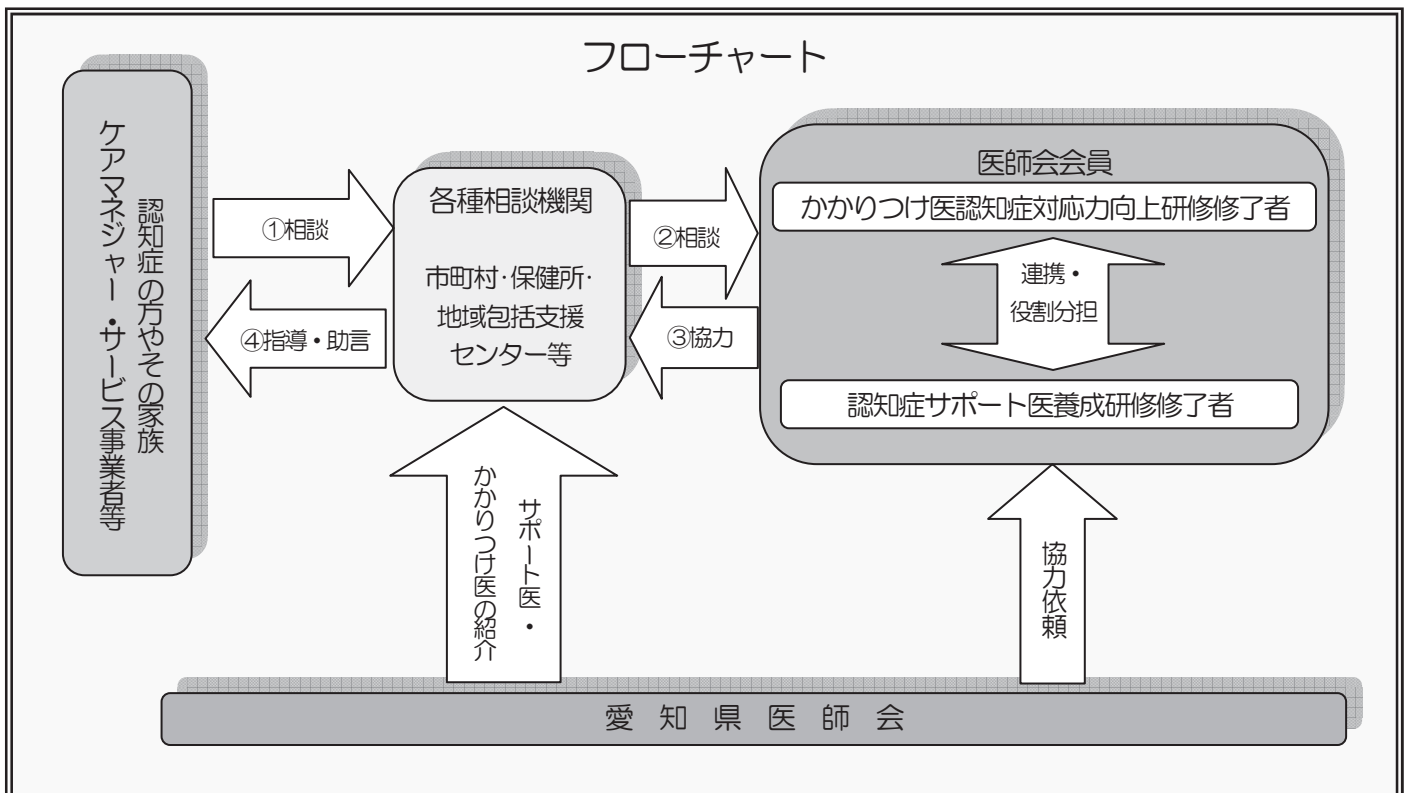 フローチャート
認知症の方やその家族
ケアマネジャー・サービス事業者等
①相談
④指導・助言
各種相談機関
市町村・保健所・
地域包括支援
センター等
②相談
③協力
医師会会員
かかりつけ医認知症対応力向上研修修了者
連携・
役割分担
認知症サポート医養成研修修了者
サポート医・
かかりつけ医の紹介
協力依頼
愛知県医師会